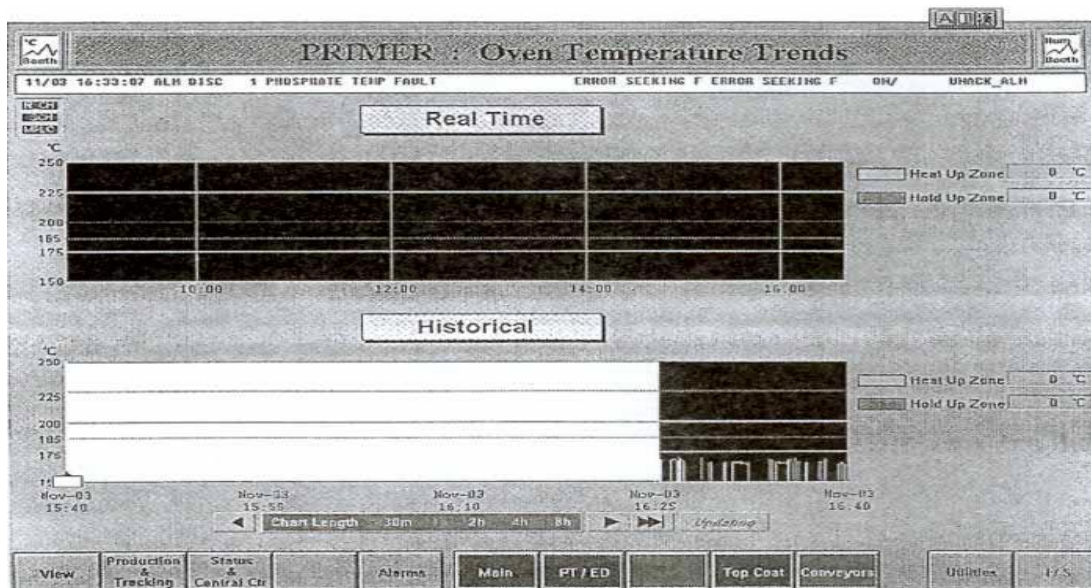 °C
Booth
PRIMER : Oven Temperature Trends
Hum
Booth
11/03 16:33:07 ALM DISC 1 PHOSPHATE TEMP FAULT ERROR SEEKING F ERROR SEEKING F ON/ UNACK_ALM
Real Time
°C
250
225
200
185
175
150
10:00 12:00 14:00 16:00
Heat Up Zone 0 °C
Hold Up Zone 0 °C
Historical
°C
250
225
200
185
175
Nov-03 Nov-03 Nov-03 Nov-03 Nov-03
15:40 15:55 16:10 16:25 16:40
Heat Up Zone 0 °C
Hold Up Zone 0 °C
Chart Length 30m 2h 4h 8h Updating
View
Production & Tracking
Status & Central Ctr
Alarms
Main
PT / ED
Top Coat
Conveyors
Utilities